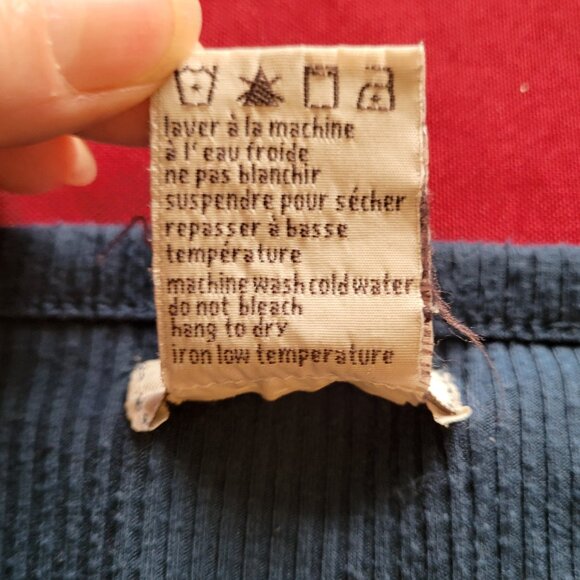 laver à la machine
à l'eau froide
ne pas blanchir
suspendre pour sécher
repasser à basse
température
machine wash cold water
do not bleach
hang to dry
iron low temperature